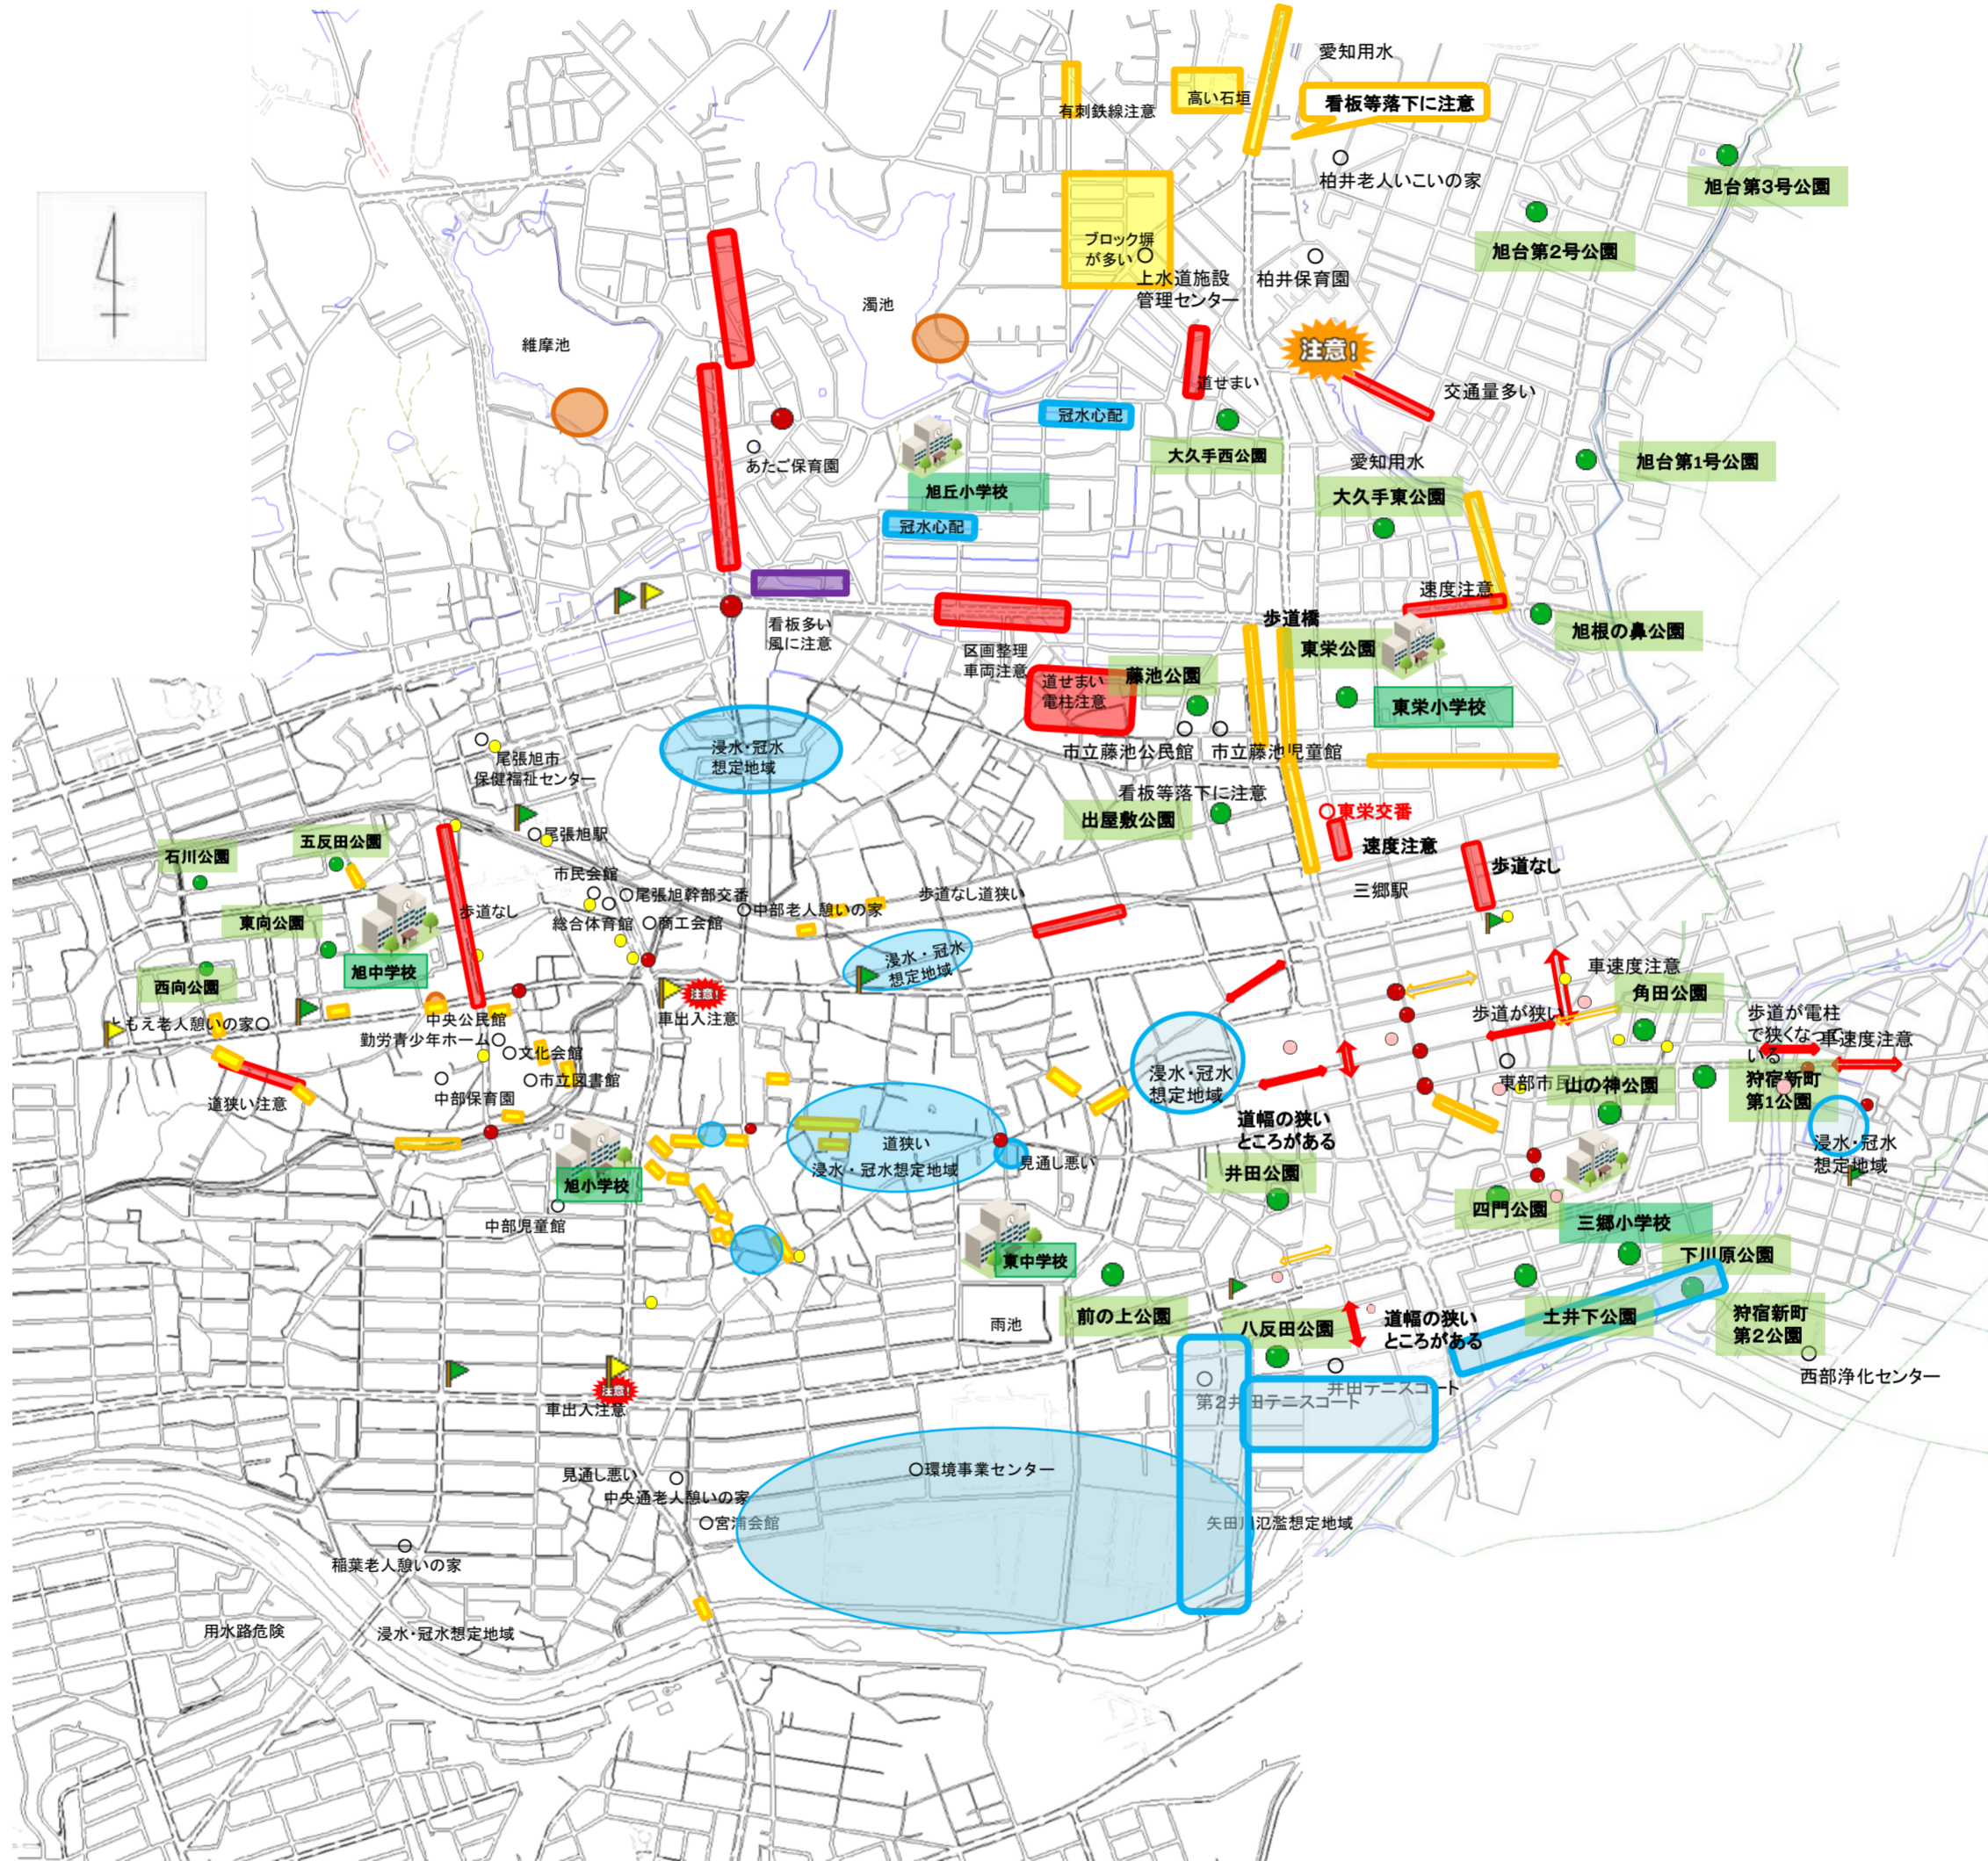 愛知用水
看板等落下に注意
高い石垣
有刺鉄線注意
柏井老人いこいの家
旭台第3号公園
旭台第2号公園
ブロック塀
が多い
上水道施設
管理センター
柏井保育園
濁池
維摩池
注意!
道せまい
交通量多い
冠水心配
あたご保育園
大久手西公園
愛知用水
旭台第1号公園
旭丘小学校
大久手東公園
冠水心配
速度注意
看板多い
風に注意
歩道橋
旭根の鼻公園
区画整理
車両注意
東栄公園
道せまい
電柱注意
藤池公園
東栄小学校
浸水・冠水
想定地域
市立藤池公民館
市立藤池児童館
尾張旭市
保健福祉センター
看板等落下に注意
出屋敷公園
東栄交番
尾張旭駅
速度注意
五反田公園
石川公園
歩道なし
市民会館
三郷駅
尾張旭幹部交番
歩道なし道狭い
中部老人憩いの家
東向公園
歩道なし
総合体育館
商工会館
浸水・冠水
想定地域
旭中学校
西向公園
注意!
車出入注意
車速度注意
角田公園
ともえ老人憩いの家
中央公民館
勤労青少年ホーム
歩道が狭い
歩道が電柱
で狭くなって
いる
車速度注意
文化会館
市立図書館
浸水・冠水
想定地域
東部市民
山の神公園
狩宿新町
第1公園
道狭い注意
中部保育園
道幅の狭い
ところがある
道狭い
浸水・冠水想定地域
見通し悪い
浸水・冠水
想定地域
井田公園
旭小学校
四門公園
三郷小学校
中部児童館
東中学校
下川原公園
前の上公園
雨池
八反田公園
道幅の狭い
ところがある
土井下公園
狩宿新町
第2公園
西部浄化センター
井田テニスコート
第2井田テニスコート
注意!
車出入注意
見通し悪い
中央通老人憩いの家
環境事業センター
宮浦会館
矢田川氾濫想定地域
稲葉老人憩いの家
用水路危険
浸水・冠水想定地域